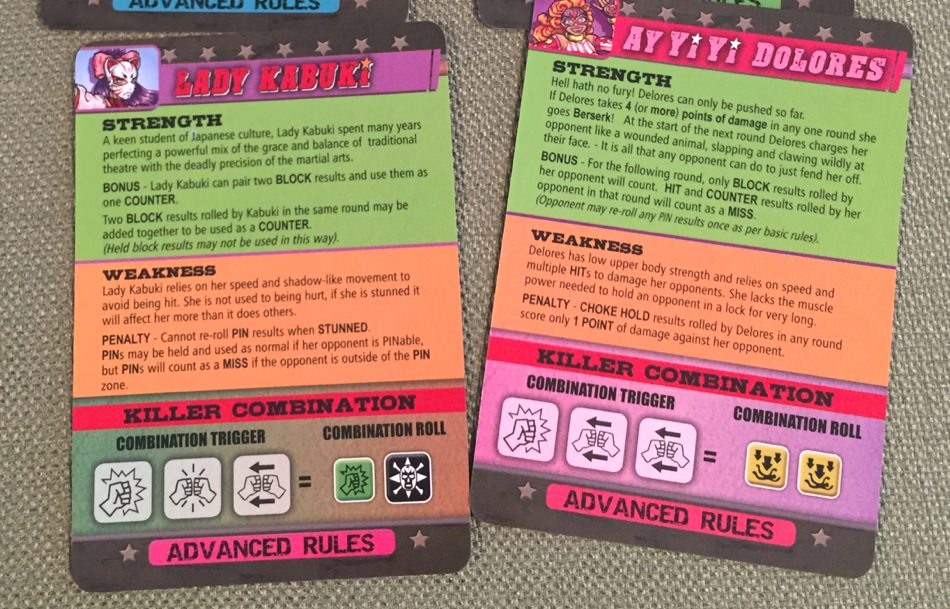 ADVANCED RULES
ADVANCED RULES
LADY KABUKI
STRENGTH
A keen student of Japanese culture, Lady Kabuki spent many years
perfecting a powerful mix of the grace and balance of traditional
theatre with the deadly precision of the martial arts.
BONUS - Lady Kabuki can pair two BLOCK results and use them as
one COUNTER.
Two BLOCK results rolled by Kabuki in the same round may be
added together to be used as a COUNTER.
(Held block results may not be used in this way).
WEAKNESS
Lady Kabuki relies on her speed and shadow-like movement to
avoid being hit. She is not used to being hurt, if she is stunned it
will affect her more than it does others.
PENALTY - Cannot re-roll PIN results when STUNNED.
PINs may be held and used as normal if her opponent is PINable,
but PINs will count as a MISS if the opponent is outside of the PIN
zone.
KILLER COMBINATION
COMBINATION TRIGGER
COMBINATION ROLL
=
ADVANCED RULES
AY YI YI DOLORES
STRENGTH
Hell hath no fury! Delores can only be pushed so far.
If Delores takes 4 (or more) points of damage in any one round she
goes Berserk! At the start of the next round Delores charges her
opponent like a wounded animal, slapping and clawing wildly at
their face. - It is all that any opponent can do to just fend her off.
BONUS - For the following round, only BLOCK results rolled by
her opponent will count. HIT and COUNTER results rolled by her
opponent in that round will count as a MISS.
(Opponent may re-roll any PIN results once as per basic rules).
WEAKNESS
Delores has low upper body strength and relies on speed and
multiple HITs to damage her opponents. She lacks the muscle
power needed to hold an opponent in a lock for very long.
PENALTY - CHOKE HOLD results rolled by Delores in any round
score only 1 POINT of damage against her opponent.
KILLER COMBINATION
COMBINATION TRIGGER
COMBINATION ROLL
=
ADVANCED RULES